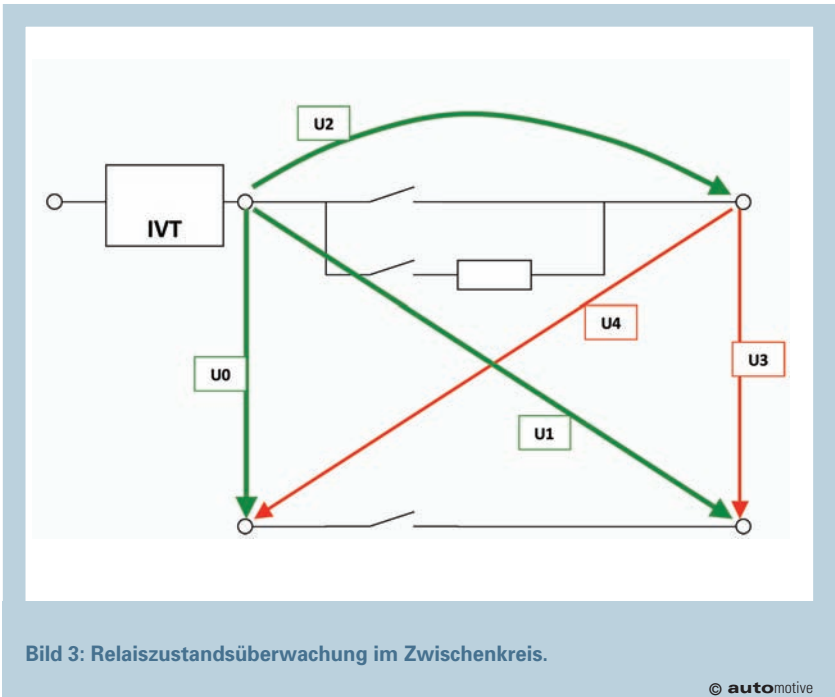 U2
IVT
U4
U0
U3
U1
Bild 3: Relaiszustandsüberwachung im Zwischenkreis.
© automotive